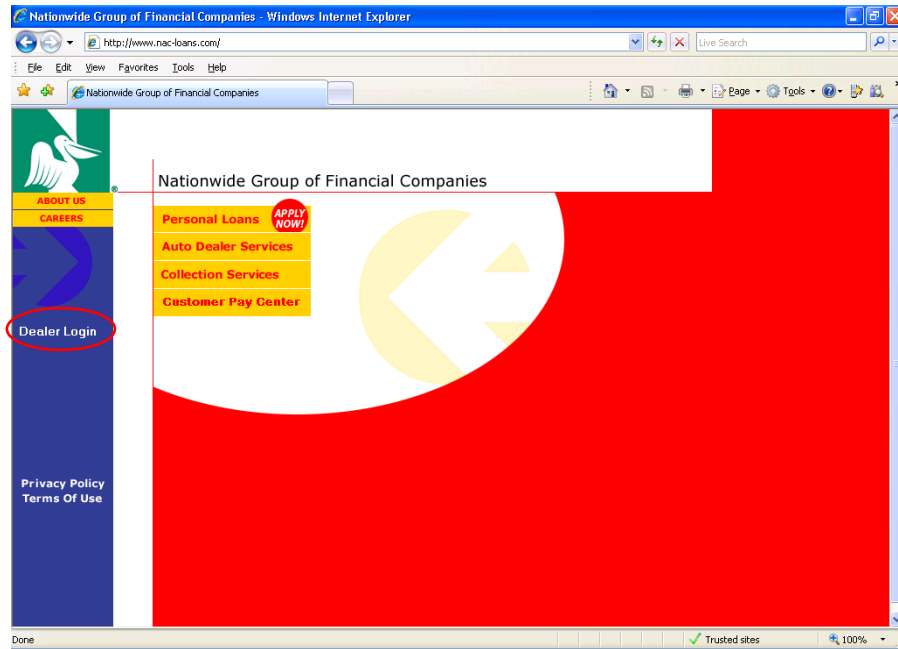 Nationwide Group of Financial Companies - Windows Internet Explorer
http://www.nac-loans.com/
Live Search
File Edit View Favorites Tools Help
Nationwide Group of Financial Companies
Page Tools
®
Nationwide Group of Financial Companies
ABOUT US
CAREERS
Personal Loans APPLY NOW!
Auto Dealer Services
Collection Services
Customer Pay Center
Dealer Login
Privacy Policy
Terms Of Use
Done Trusted sites 100%